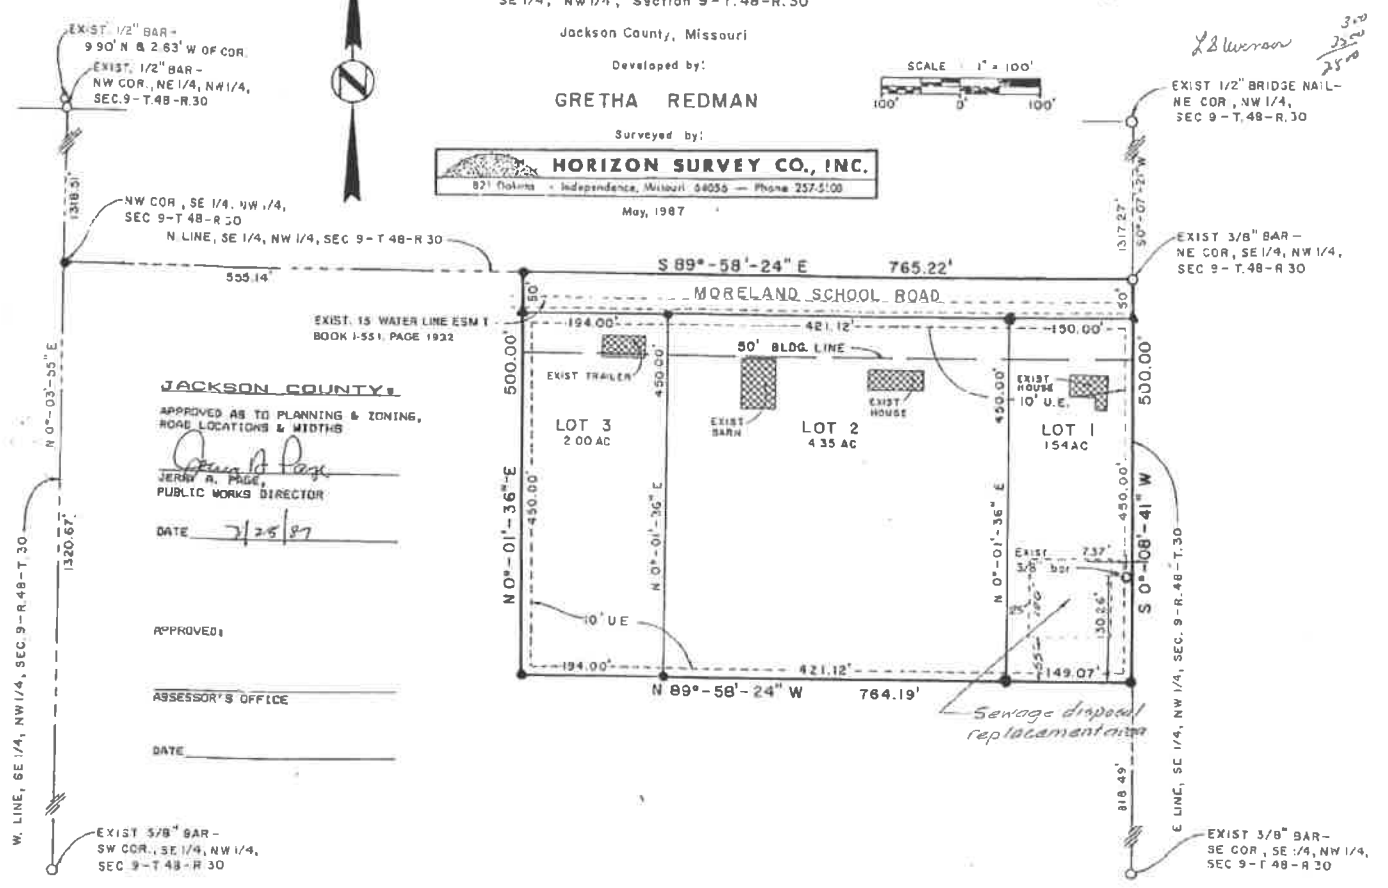 SE 1/4, NW 1/4, Section 9-T.48-R.30
Jackson County, Missouri
Developed by:
GRETHA REDMAN
Surveyed by:
HORIZON SURVEY CO., INC.
821 Dakota - Independence, Missouri 64056 — Phone 257-5100
May, 1987
N
SCALE 1" = 100'
100' 0' 100'
EXIST. 1/2" BAR-
9.90' N & 2.63' W OF COR.
EXIST. 1/2" BAR-
NW COR., NE 1/4, NW 1/4,
SEC. 9-T.48-R.30
1318.51'
NW COR., SE 1/4, NW 1/4,
SEC 9-T 48-R 30
N. LINE, SE 1/4, NW 1/4, SEC 9-T 48-R 30
555.14'
EXIST 1/2" BRIDGE NAIL-
NE COR., NW 1/4,
SEC 9-T.48-R.30
1317.27'
S0°-07'-21" W
EXIST 3/8" BAR-
NE COR, SE 1/4, NW 1/4,
SEC 9-T.48-R.30
S 89°-58'-24" E 765.22'
MORELAND SCHOOL ROAD
50'
50'
EXIST. 15 WATER LINE ESM'T
BOOK I-551, PAGE 1932
194.00'
421.12'
150.00'
50' BLDG. LINE
500.00'
500.00'
EXIST TRAILER
EXIST
BARN
EXIST
HOUSE
EXIST
HOUSE
10' U.E.
LOT 3
2.00 AC
LOT 2
4.35 AC
LOT 1
1.54 AC
450.00'
450.00'
450.00'
450.00'
N 0°-01'-36" E
N 0°-01'-36" E
N 0°-01'-36" E
S 0°-08'-41" W
Exist
3/8" bar
7.37'
25'
130.26'
10' U E
194.00'
421.12'
149.07'
N 89°-58'-24" W 764.19'
Sewage disposal
replacement area
JACKSON COUNTY:
APPROVED AS TO PLANNING & ZONING,
ROAD LOCATIONS & WIDTHS
Jerry A Page
JERRY A. PAGE,
PUBLIC WORKS DIRECTOR
DATE 7/25/87
APPROVED:
ASSESSOR'S OFFICE
DATE
N 0°-03'-55" E
1320.67'
W. LINE, SE 1/4, NW 1/4, SEC. 9-R.48-T.30
EXIST 5/8" BAR-
SW COR., SE 1/4, NW 1/4,
SEC 9-T 48-R 30
818.49'
E LINE, SE 1/4, NW 1/4, SEC. 9-R.48-T.30
EXIST 3/8" BAR-
SE COR, SE 1/4, NW 1/4,
SEC 9-T 48-R 30